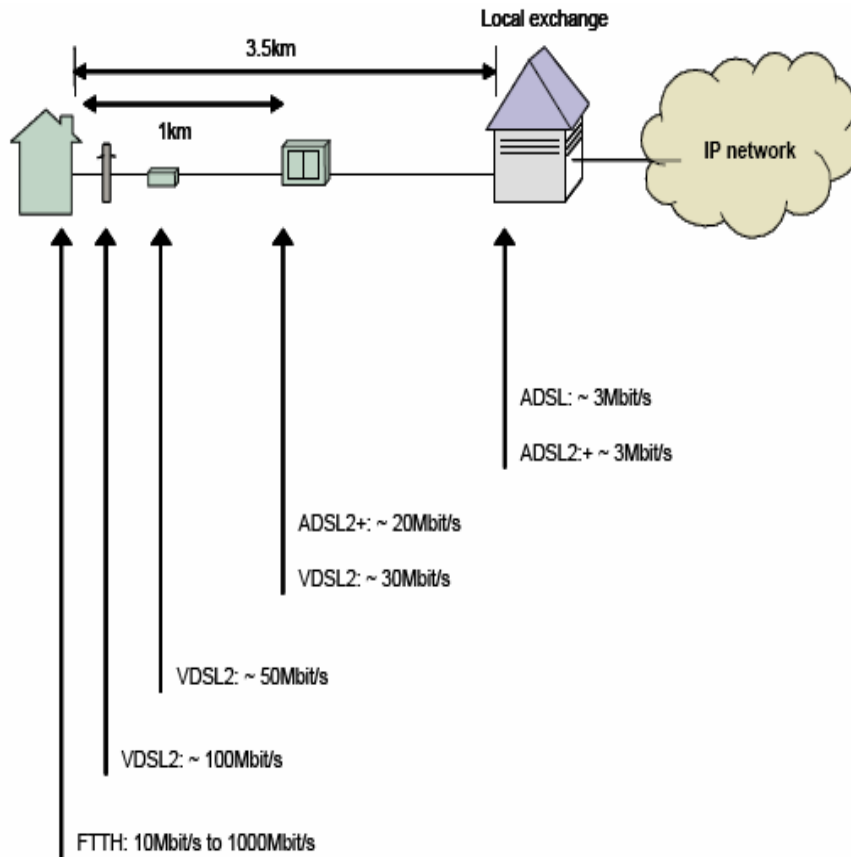 Local exchange
3.5km
1km
IP network
ADSL: ~ 3Mbit/s
ADSL2:+ ~ 3Mbit/s
ADSL2+: ~ 20Mbit/s
VDSL2: ~ 30Mbit/s
VDSL2: ~ 50Mbit/s
VDSL2: ~ 100Mbit/s
FTTH: 10Mbit/s to 1000Mbit/s